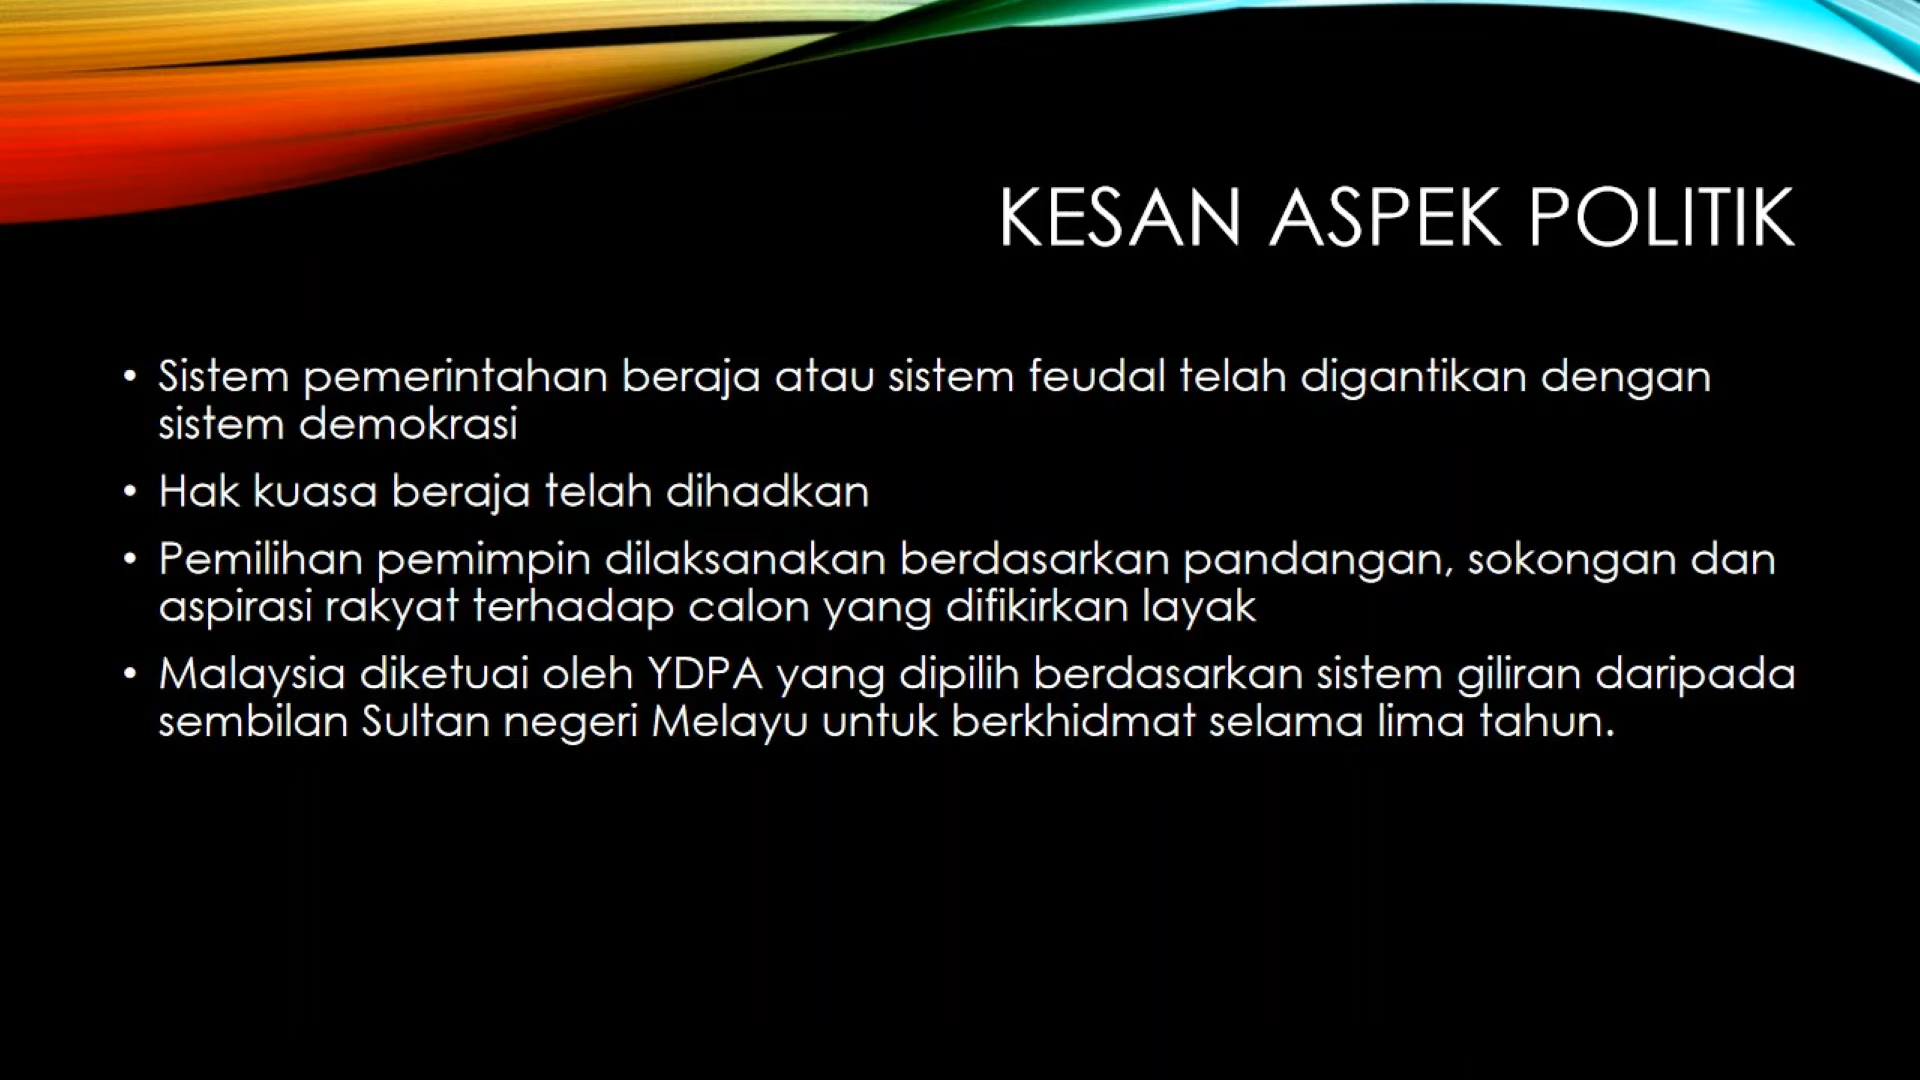 KESAN ASPEK POLITIK
• Sistem pemerintahan beraja atau sistem feudal telah digantikan dengan
sistem demokrasi
• Hak kuasa beraja telah dihadkan
• Pemilihan pemimpin dilaksanakan berdasarkan pandangan, sokongan dan
aspirasi rakyat terhadap calon yang difikirkan layak
• Malaysia diketuai oleh YDPA yang dipilih berdasarkan sistem giliran daripada
sembilan Sultan negeri Melayu untuk berkhidmat selama lima tahun.